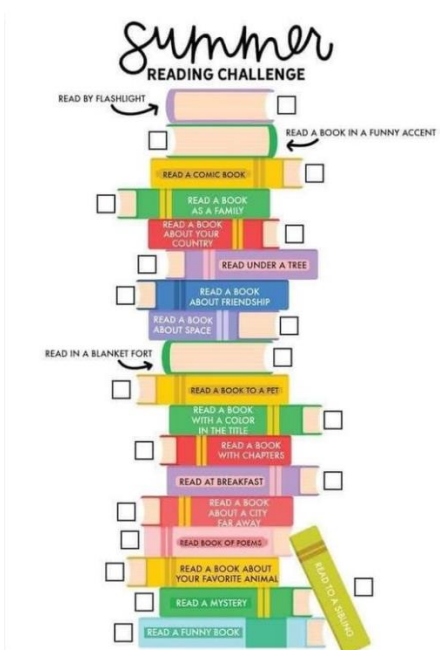 Summer
READING CHALLENGE
READ BY FLASHLIGHT
READ A BOOK IN A FUNNY ACCENT
READ A COMIC BOOK
READ A BOOK
AS A FAMILY
READ A BOOK
ABOUT YOUR
COUNTRY
READ UNDER A TREE
READ A BOOK
ABOUT FRIENDSHIP
READ A BOOK
ABOUT SPACE
READ IN A BLANKET FORT
READ A BOOK TO A PET
READ A BOOK
WITH A COLOR
IN THE TITLE
READ A BOOK
WITH CHAPTERS
READ AT BREAKFAST
READ A BOOK
ABOUT A CITY
FAR AWAY
READ BOOK OF POEMS
READ A BOOK ABOUT
YOUR FAVORITE ANIMAL
READ TO A SIBLING
READ A MYSTERY
READ A FUNNY BOOK